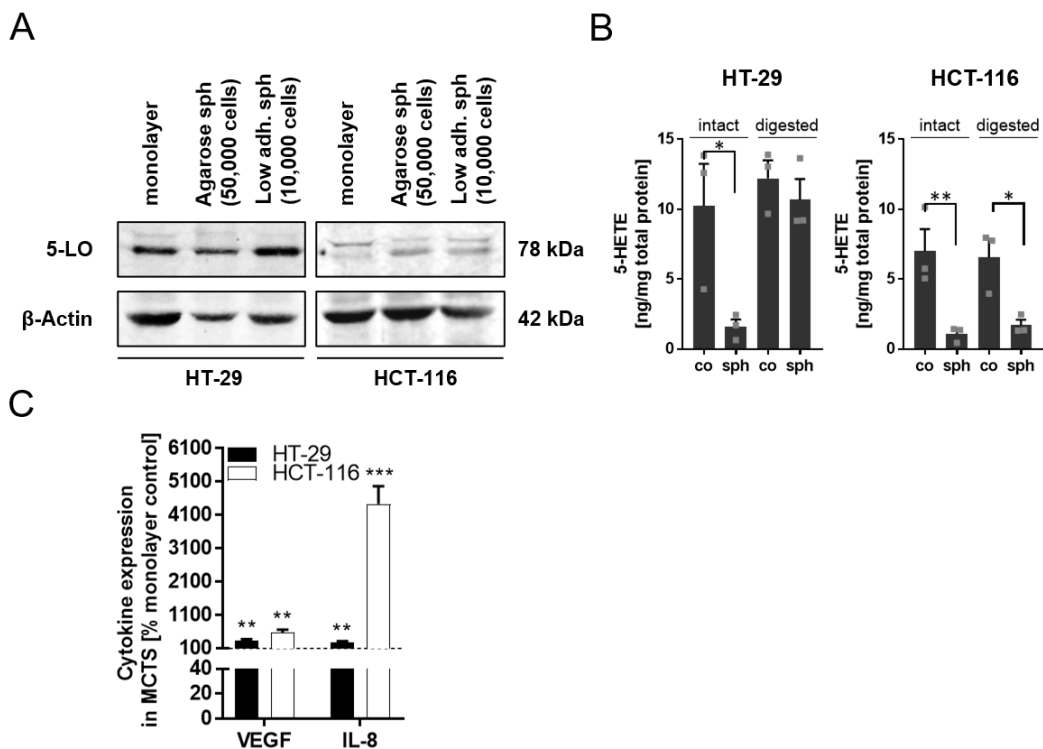 A
monolayer
Agarose sph
(50,000 cells)
Low adh. sph
(10,000 cells)
monolayer
Agarose sph
(50,000 cells)
Low adh. sph
(10,000 cells)
5-LO
78 kDa
β-Actin
42 kDa
HT-29
HCT-116
B
HT-29
intact
digested
5-HETE
[ng/mg total protein]
15
10
5
0
*
co sph co sph
HCT-116
intact
digested
5-HETE
[ng/mg total protein]
15
10
5
0
**
*
co sph co sph
C
Cytokine expression
in MCTS [% monolayer control]
6100
5100
4100
3100
2100
1100
100
40
20
0
HT-29
HCT-116
**
**
**
***
VEGF
IL-8